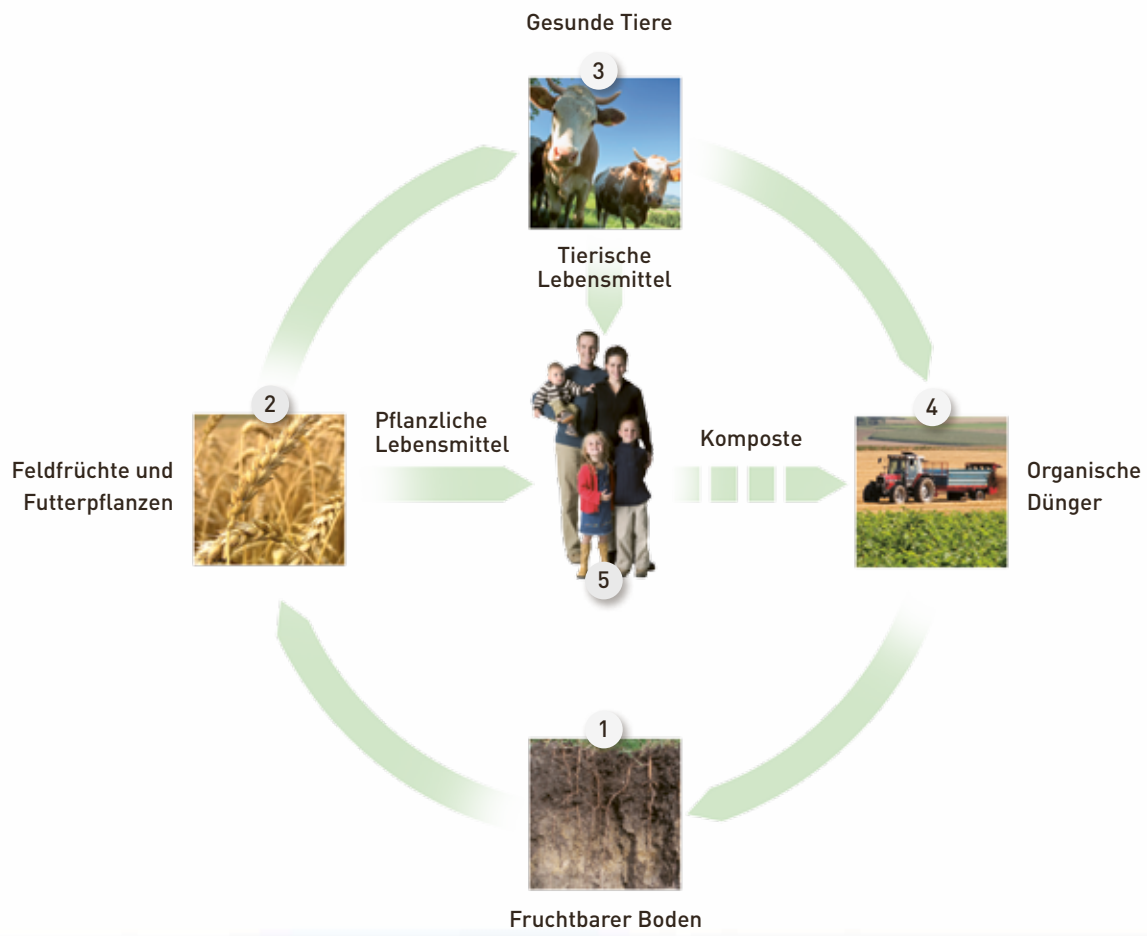 Gesunde Tiere
3
Tierische
Lebensmittel
2
Pflanzliche
Lebensmittel
Feldfrüchte und
Futterpflanzen
Komposte
4
Organische
Dünger
5
1
Fruchtbarer Boden